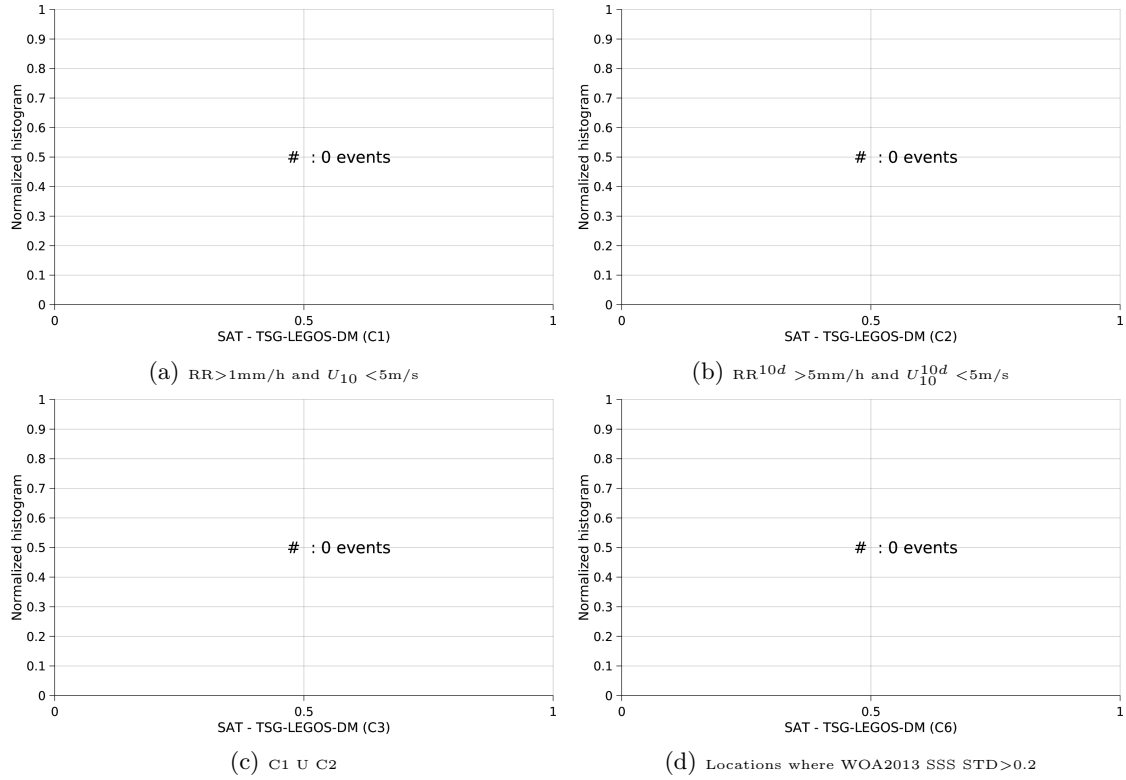 1
0.9
0.8
0.7
0.6
0.5
0.4
0.3
0.2
0.1
0
Normalized histogram
# : 0 events
0 0.5 1
SAT - TSG-LEGOS-DM (C1)
(a) RR>1mm/h and U10 <5m/s
1
0.9
0.8
0.7
0.6
0.5
0.4
0.3
0.2
0.1
0
Normalized histogram
# : 0 events
0 0.5 1
SAT - TSG-LEGOS-DM (C2)
(b) RR10d >5mm/h and U10d10 <5m/s
1
0.9
0.8
0.7
0.6
0.5
0.4
0.3
0.2
0.1
0
Normalized histogram
# : 0 events
0 0.5 1
SAT - TSG-LEGOS-DM (C3)
(c) C1 U C2
1
0.9
0.8
0.7
0.6
0.5
0.4
0.3
0.2
0.1
0
Normalized histogram
# : 0 events
0 0.5 1
SAT - TSG-LEGOS-DM (C6)
(d) Locations where WOA2013 SSS STD>0.2